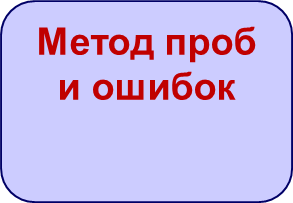 Метод проб
и ошибок